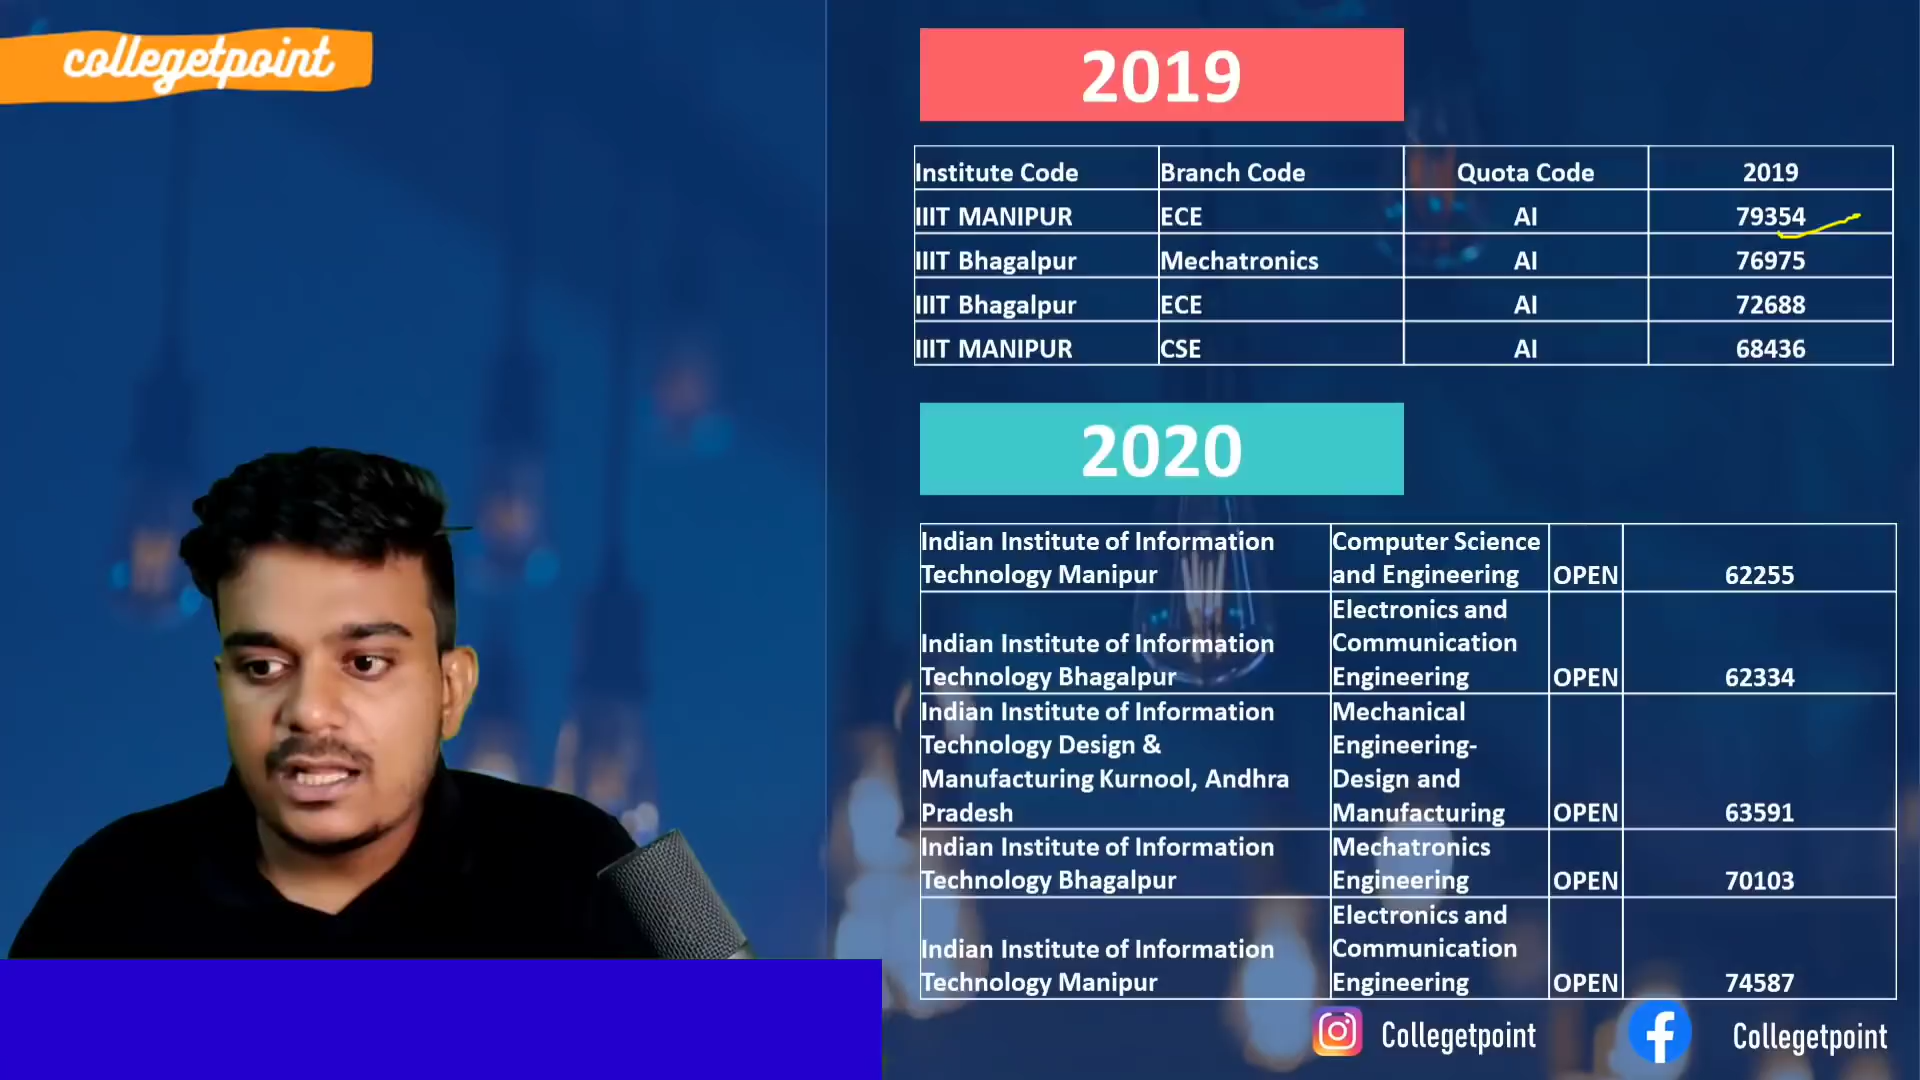 collegetpoint
2019
Institute Code Branch Code Quota Code 2019
IIIT MANIPUR ECE AI 79354
IIIT Bhagalpur Mechatronics AI 76975
IIIT Bhagalpur ECE AI 72688
IIIT MANIPUR CSE AI 68436
2020
Indian Institute of Information Computer Science
Technology Manipur and Engineering OPEN 62255
Electronics and
Indian Institute of Information Communication
Technology Bhagalpur Engineering OPEN 62334
Indian Institute of Information Mechanical
Technology Design & Engineering-
Manufacturing Kurnool, Andhra Design and
Pradesh Manufacturing OPEN 63591
Indian Institute of Information Mechatronics
Technology Bhagalpur Engineering OPEN 70103
Electronics and
Indian Institute of Information Communication
Technology Manipur Engineering OPEN 74587
Collegetpoint Collegetpoint